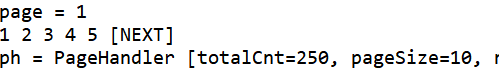 page = 1
1 2 3 4 5 [NEXT]
ph = PageHandler [totalCnt=250, pageSize=10,